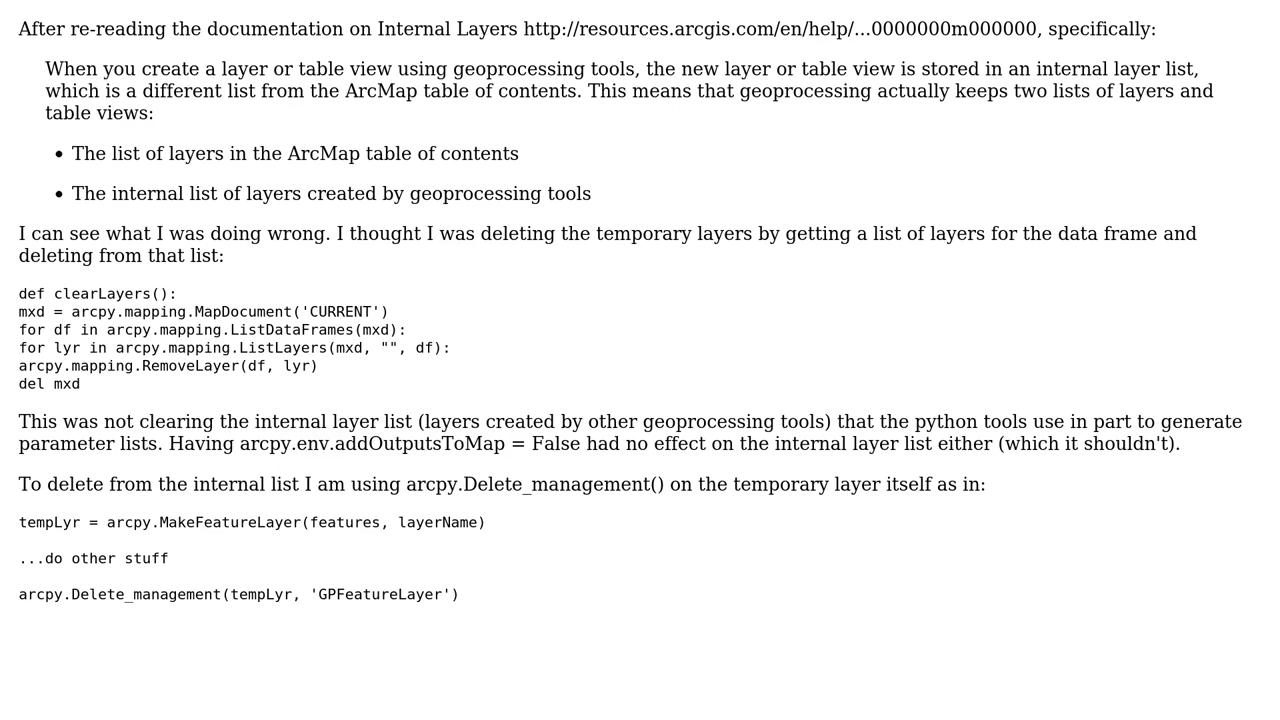 After re-reading the documentation on Internal Layers http://resources.arcgis.com/en/help/...0000000m000000, specifically:
When you create a layer or table view using geoprocessing tools, the new layer or table view is stored in an internal layer list,
which is a different list from the ArcMap table of contents. This means that geoprocessing actually keeps two lists of layers and
table views:
• The list of layers in the ArcMap table of contents
• The internal list of layers created by geoprocessing tools
I can see what I was doing wrong. I thought I was deleting the temporary layers by getting a list of layers for the data frame and
deleting from that list:
def clearLayers():
mxd = arcpy.mapping.MapDocument('CURRENT')
for df in arcpy.mapping.ListDataFrames(mxd):
for lyr in arcpy.mapping.ListLayers(mxd, "", df):
arcpy.mapping.RemoveLayer(df, lyr)
del mxd
This was not clearing the internal layer list (layers created by other geoprocessing tools) that the python tools use in part to generate
parameter lists. Having arcpy.env.addOutputsToMap = False had no effect on the internal layer list either (which it shouldn't).
To delete from the internal list I am using arcpy.Delete_management() on the temporary layer itself as in:
tempLyr = arcpy.MakeFeatureLayer(features, layerName)
...do other stuff
arcpy.Delete_management(tempLyr, 'GPFeatureLayer')